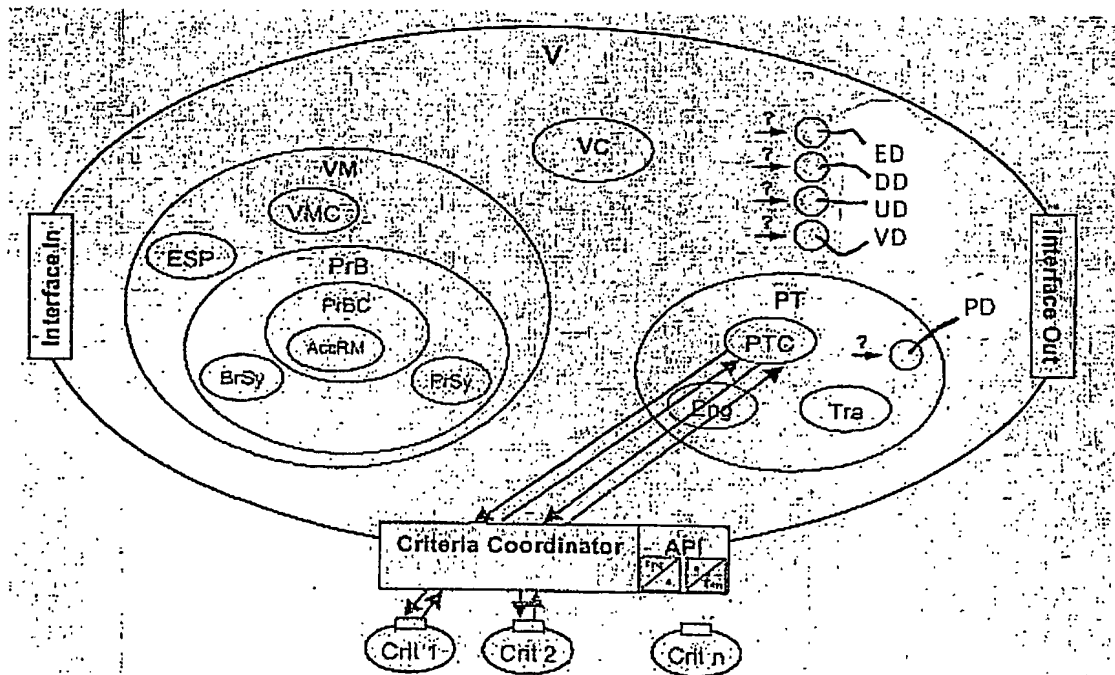 V
VC
VM
VMC
ESP
PrB
PrBC
AccRM
BrSy
PrSy
?
ED
?
DD
?
UD
?
VD
Interface In
Interface Out
PT
PTC
PD
?
Eng
Tra
Criteria Coordinator
API
Crit 1
Crit 2
Crit n